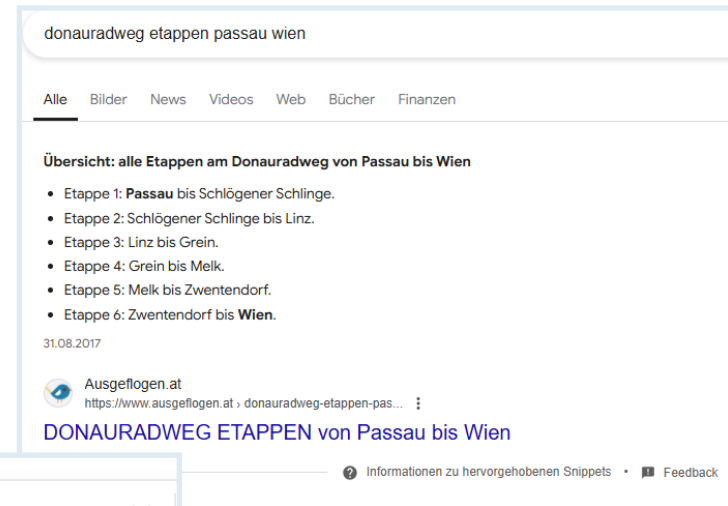 donauradweg etappen passau wien
Alle Bilder News Videos Web Bücher Finanzen
Übersicht: alle Etappen am Donauradweg von Passau bis Wien
• Etappe 1: Passau bis Schlögener Schlinge.
• Etappe 2: Schlögener Schlinge bis Linz.
• Etappe 3: Linz bis Grein.
• Etappe 4: Grein bis Melk.
• Etappe 5: Melk bis Zwentendorf.
• Etappe 6: Zwentendorf bis Wien.
31.08.2017
Ausgeflogen.at
https://www.ausgeflogen.at › donauradweg-etappen-pas...
DONAURADWEG ETAPPEN von Passau bis Wien
Informationen zu hervorgehobenen Snippets • Feedback